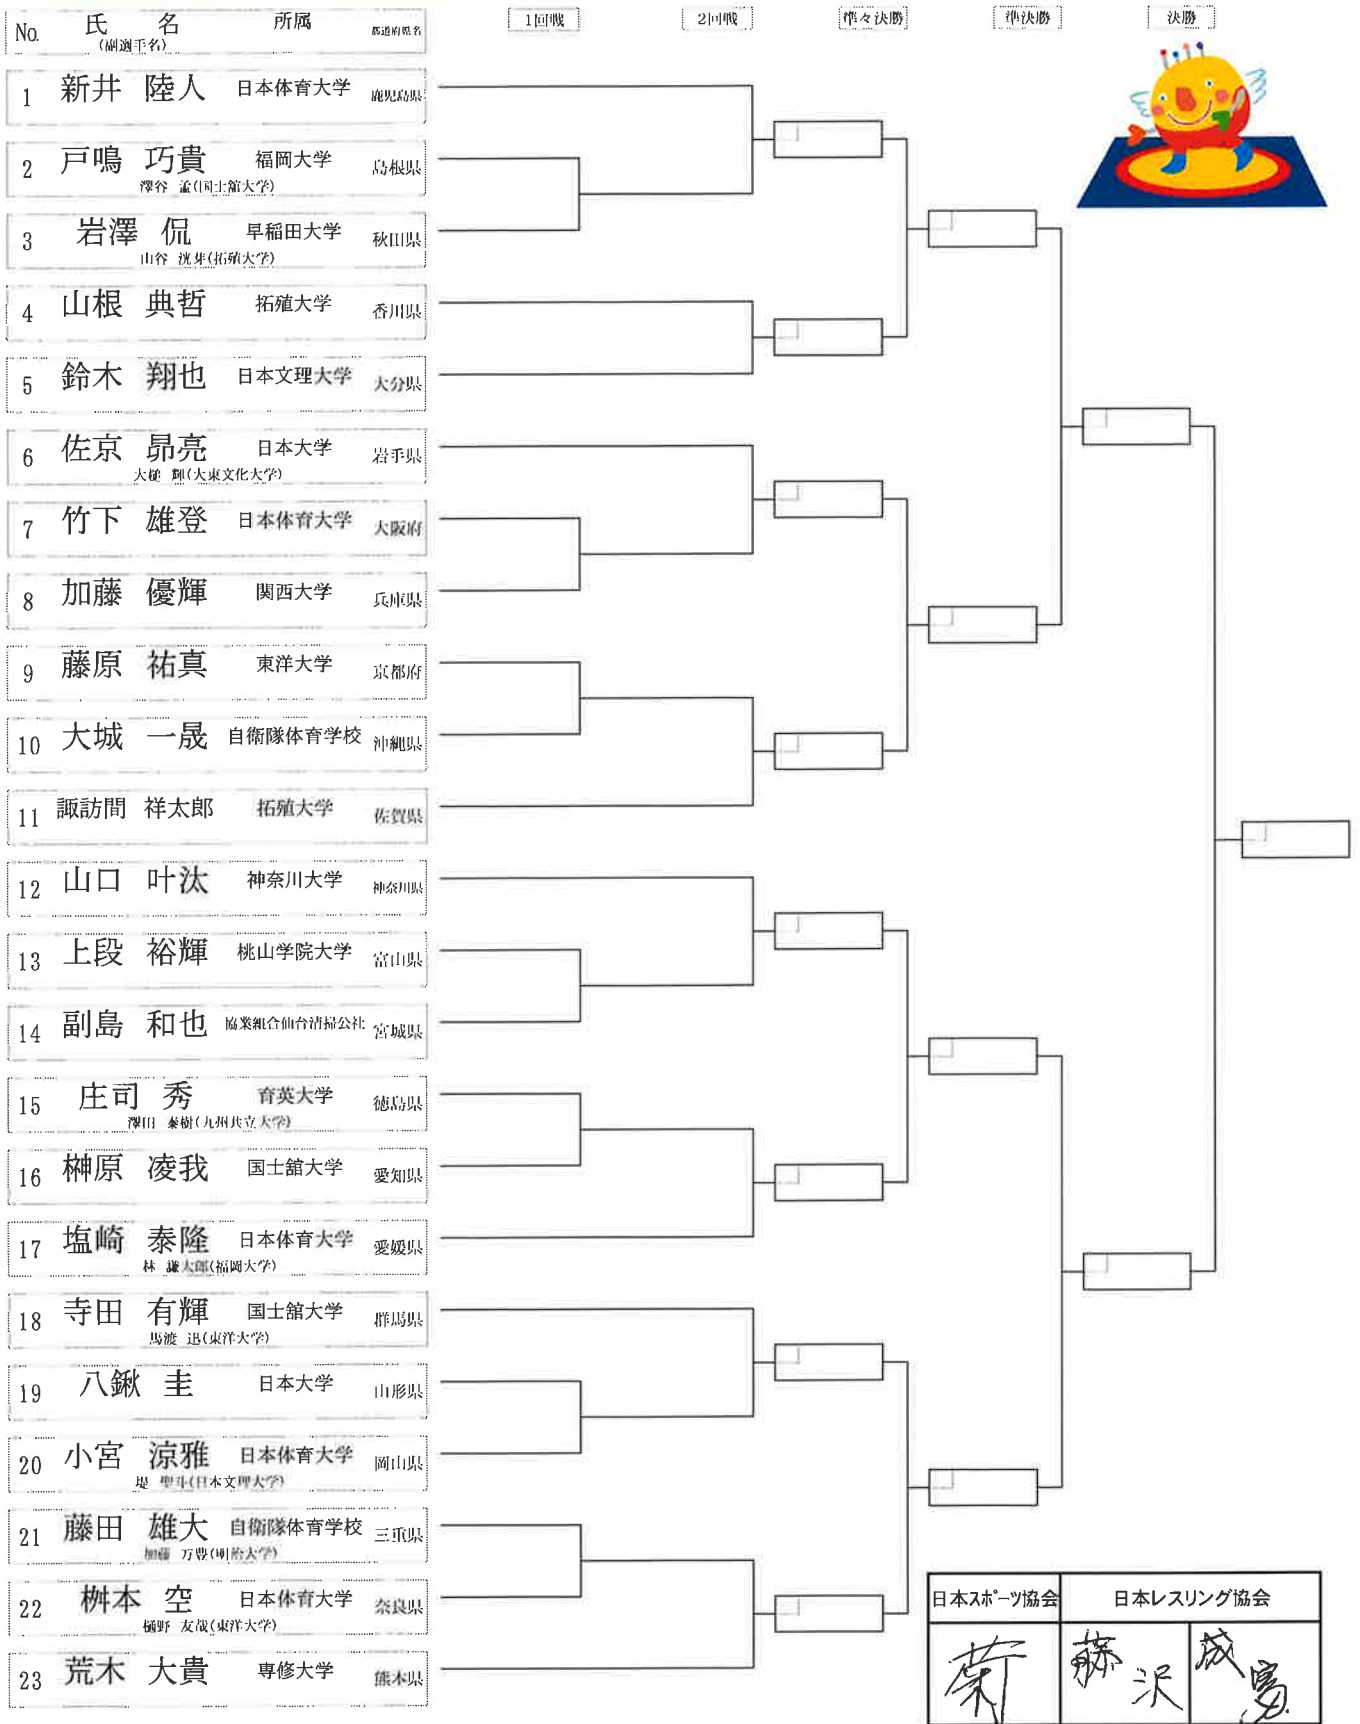 No. 氏 名 所属 都道府県名
(副選手名)
1回戦 2回戦 準々決勝 準決勝 決勝
1 新井 陸人 日本体育大学 鹿児島県
2 戸鳴 巧貴 福岡大学 島根県
澤谷 孟(国士舘大学)
3 岩澤 侃 早稲田大学 秋田県
山谷 洸芽(拓殖大学)
4 山根 典哲 拓殖大学 香川県
5 鈴木 翔也 日本文理大学 大分県
6 佐京 昻亮 日本大学 岩手県
大槌 輝(大東文化大学)
7 竹下 雄登 日本体育大学 大阪府
8 加藤 優輝 関西大学 兵庫県
9 藤原 祐真 東洋大学 京都府
10 大城 一晟 自衛隊体育学校 沖縄県
11 諏訪間 祥太郎 拓殖大学 佐賀県
12 山口 叶汰 神奈川大学 神奈川県
13 上段 裕輝 桃山学院大学 富山県
14 副島 和也 協業組合仙台清掃公社 宮城県
15 庄司 秀 育英大学 徳島県
澤田 泰樹(九州共立大学)
16 榊原 凌我 国士舘大学 愛知県
17 塩崎 泰隆 日本体育大学 愛媛県
林 謙太郎(福岡大学)
18 寺田 有輝 国士舘大学 群馬県
馬渡 迅(東洋大学)
19 八鍬 圭 日本大学 山形県
20 小宮 涼雅 日本体育大学 岡山県
堤 聖斗(日本文理大学)
21 藤田 雄大 自衛隊体育学校 三重県
加藤 万豊(明治大学)
22 桝本 空 日本体育大学 奈良県
樋野 友哉(東洋大学)
23 荒木 大貴 専修大学 熊本県
日本スポーツ協会 日本レスリング協会
藤沢